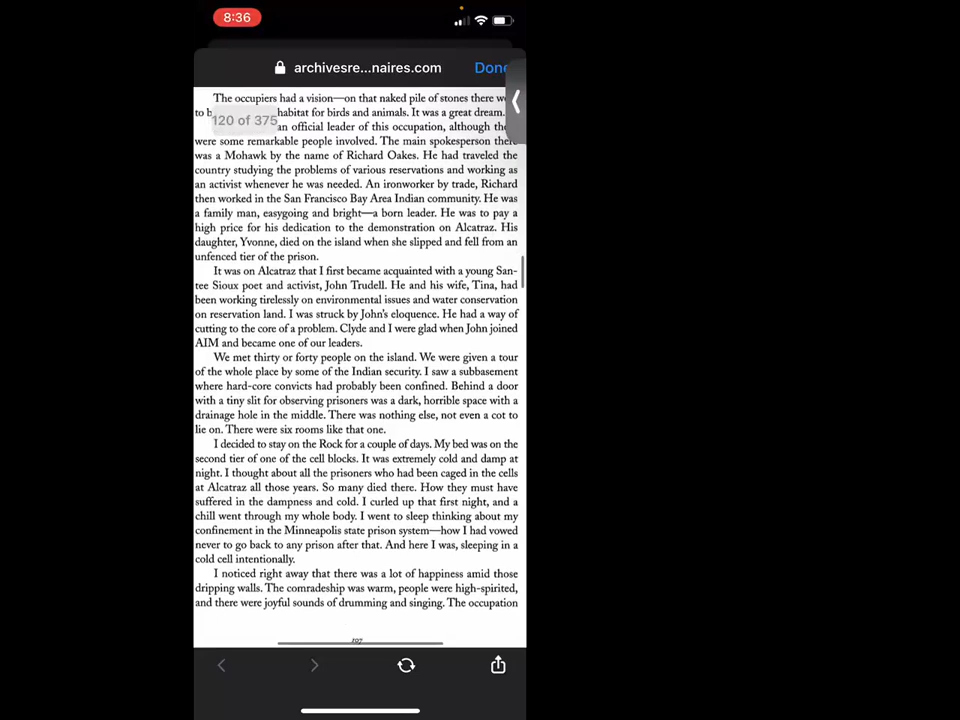 8:36
archivesre...naires.com
Done
The occupiers had a vision—on that naked pile of stones there
to b habitat for birds and animals. It was a great dream.
120 of 375
an official leader of this occupation, although
were some remarkable people involved. The main spokesperson there
was a Mohawk by the name of Richard Oakes. He had traveled the
country studying the problems of various reservations and working as
an activist whenever he was needed. An ironworker by trade, Richard
then worked in the San Francisco Bay Area Indian community. He was
a family man, easygoing and bright—a born leader. He was to pay a
high price for his dedication to the demonstration on Alcatraz. His
daughter, Yvonne, died on the island when she slipped and fell from an
unfenced tier of the prison.
It was on Alcatraz that I first became acquainted with a young San-
tee Sioux poet and activist, John Trudell. He and his wife, Tina, had
been working tirelessly on environmental issues and water conservation
on reservation land. I was struck by John's eloquence. He had a way of
cutting to the core of a problem. Clyde and I were glad when John joined
AIM and became one of our leaders.
We met thirty or forty people on the island. We were given a tour
of the whole place by some of the Indian security. I saw a subbasement
where hard-core convicts had probably been confined. Behind a door
with a tiny slit for observing prisoners was a dark, horrible space with a
drainage hole in the middle. There was nothing else, not even a cot to
lie on. There were six rooms like that one.
I decided to stay on the Rock for a couple of days. My bed was on the
second tier of one of the cell blocks. It was extremely cold and damp at
night. I thought about all the prisoners who had been caged in the cells
at Alcatraz all those years. So many died there. How they must have
suffered in the dampness and cold. I curled up that first night, and a
chill went through my whole body. I went to sleep thinking about my
confinement in the Minneapolis state prison system—how I had vowed
never to go back to any prison after that. And here I was, sleeping in a
cold cell intentionally.
I noticed right away that there was a lot of happiness amid those
dripping walls. The comradeship was warm, people were high-spirited,
and there were joyful sounds of drumming and singing. The occupation
107